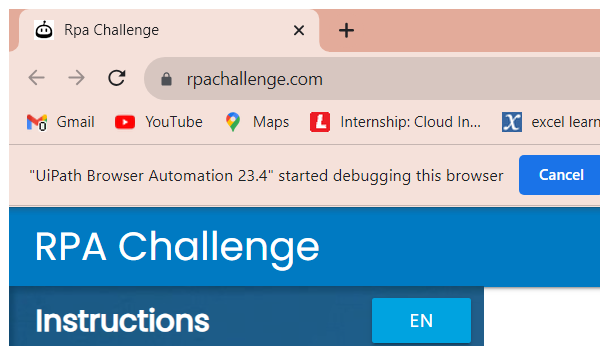 Rpa Challenge
rpachallenge.com
Gmail YouTube Maps Internship: Cloud In... excel learn
"UiPath Browser Automation 23.4" started debugging this browser Cancel
RPA Challenge
Instructions EN